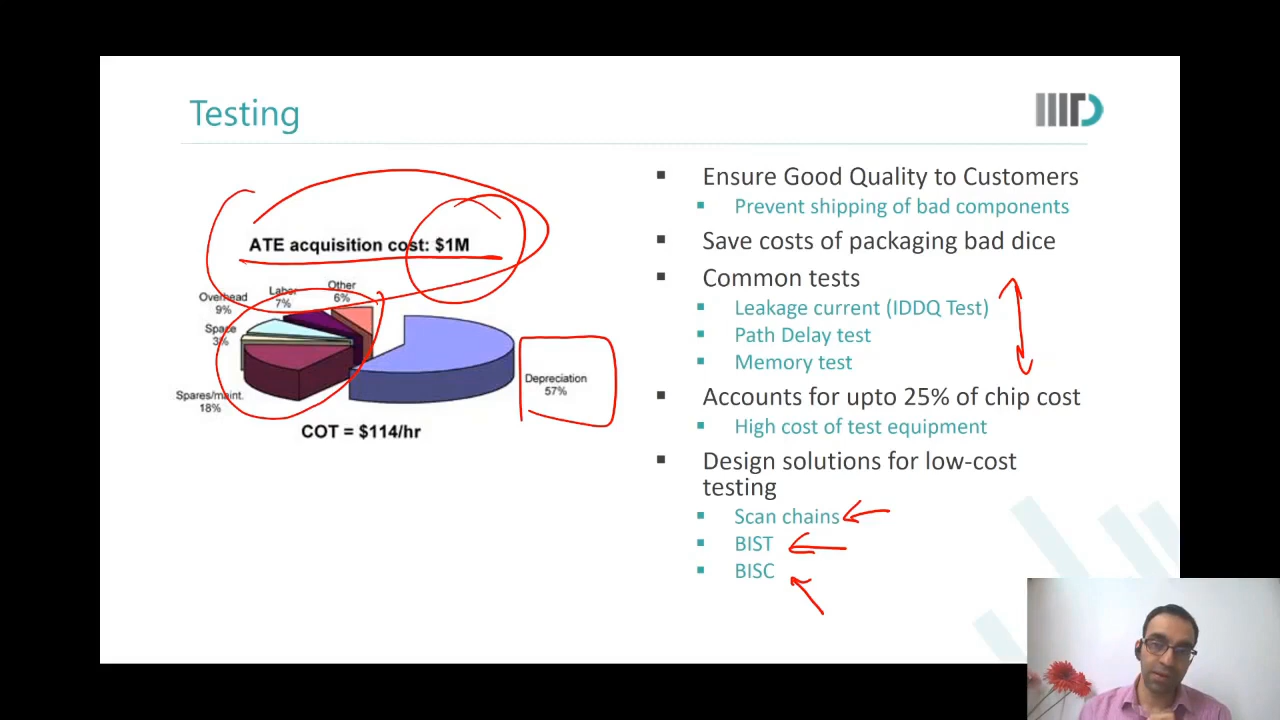 Testing
IIITD
ATE acquisition cost: $1M
Other
6%
Labor
7%
Overhead
9%
Space
3%
Spares/maint.
18%
Depreciation
57%
COT = $114/hr
Ensure Good Quality to Customers
Prevent shipping of bad components
Save costs of packaging bad dice
Common tests
Leakage current (IDDQ Test)
Path Delay test
Memory test
Accounts for upto 25% of chip cost
High cost of test equipment
Design solutions for low-cost
testing
Scan chains
BIST
BISC